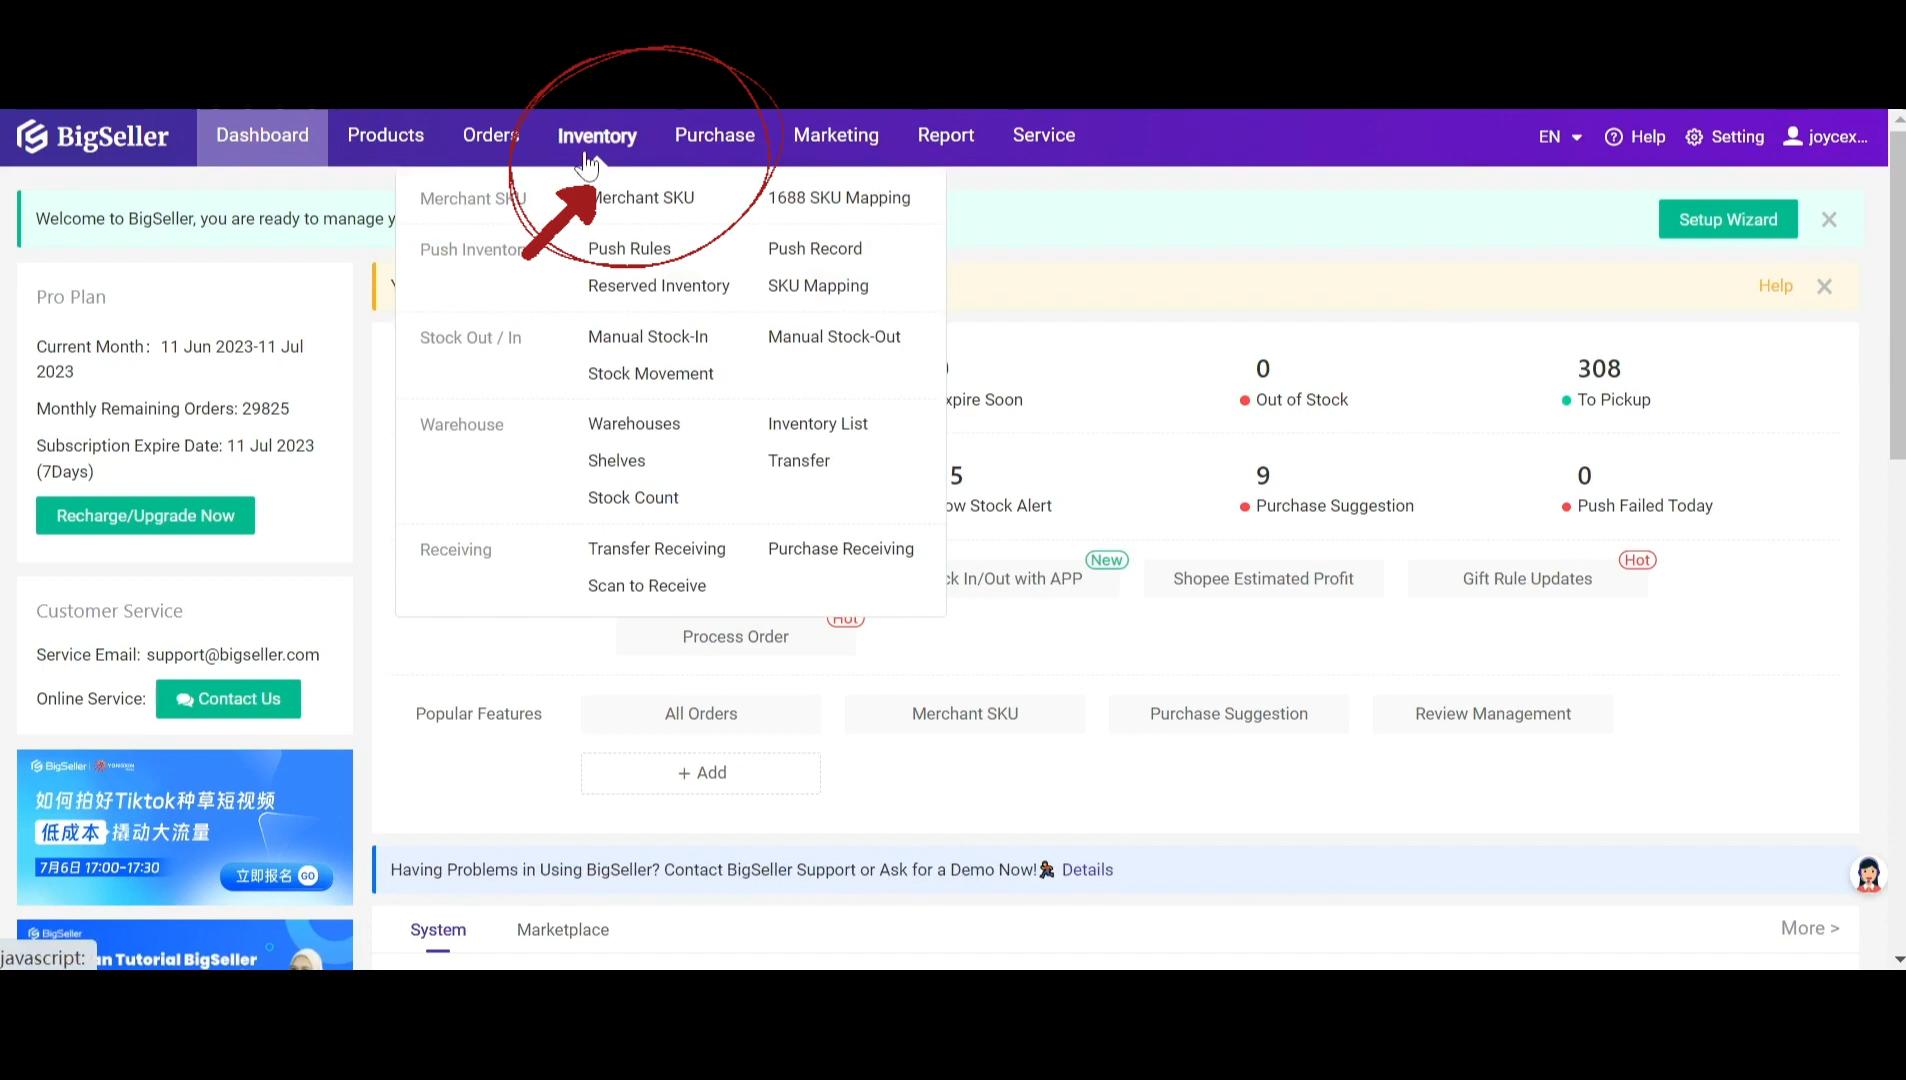 BigSeller
Dashboard
Products
Orders
Inventory
Purchase
Marketing
Report
Service
EN
Help
Setting
joycex...
Merchant SKU
Merchant SKU
1688 SKU Mapping
Push Inventory
Push Rules
Push Record
Reserved Inventory
SKU Mapping
Stock Out / In
Manual Stock-In
Manual Stock-Out
Stock Movement
Warehouse
Warehouses
Inventory List
Shelves
Transfer
Stock Count
Receiving
Transfer Receiving
Purchase Receiving
Scan to Receive
Welcome to BigSeller, you are ready to manage
Setup Wizard
Help
Pro Plan
Current Month: 11 Jun 2023-11 Jul
2023
Monthly Remaining Orders: 29825
Subscription Expire Date: 11 Jul 2023
(7Days)
Recharge/Upgrade Now
Customer Service
Service Email: support@bigseller.com
Online Service:
Contact Us
BigSeller
如何拍好Tiktok种草短视频
低成本 撬动大流量
7月6日 17:00-17:30
立即报名 GO
BigSeller
Tutorial BigSeller
javascript:
Soon
0
Out of Stock
308
To Pickup
5
Stock Alert
9
Purchase Suggestion
0
Push Failed Today
In/Out with APP
New
Shopee Estimated Profit
Gift Rule Updates
Hot
Process Order
Hot
Popular Features
All Orders
Merchant SKU
Purchase Suggestion
Review Management
+ Add
Having Problems in Using BigSeller? Contact BigSeller Support or Ask for a Demo Now! Details
System
Marketplace
More >